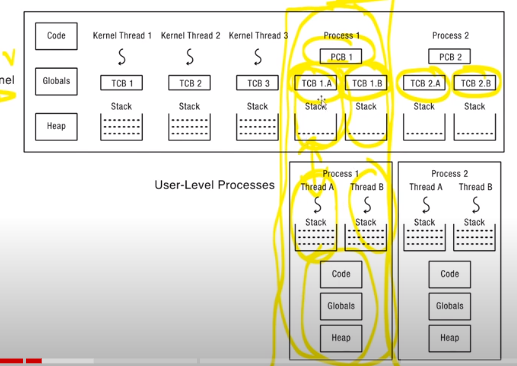 Code Kernel Thread 1 Kernel Thread 2 Kernel Thread 3 Process 1 Process 2
PCB 1 PCB 2
Globals TCB 1 TCB 2 TCB 3 TCB 1.A TCB 1.B TCB 2.A TCB 2.B
Stack Stack Stack Stack Stack Stack Stack
Heap
User-Level Processes
Process 1 Process 2
Thread A Thread B Thread A Thread B
Stack Stack Stack Stack
Code Code
Globals Globals
Heap Heap